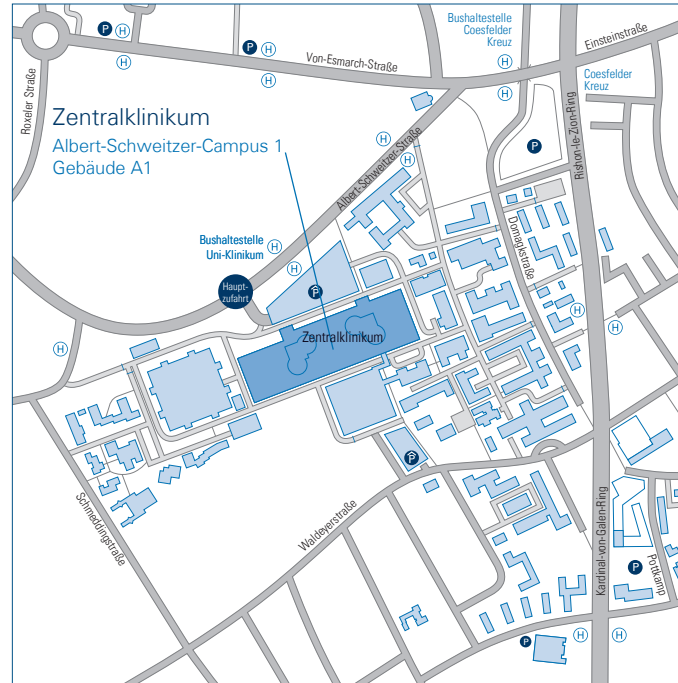 Bushaltestelle
Coesfelder
Kreuz
P
H
P
H
H
H
Von-Esmarch-Straße
Einsteinstraße
H
H
Coesfelder
Kreuz
Roxeler Straße
Zentralklinikum
Albert-Schweitzer-Campus 1
Gebäude A1
Albert-Schweitzer-Straße
H
H
P
Rishon-le-Zion-Ring
Domagkstraße
Bushaltestelle
Uni-Klinikum
H
H
Haupt-
zufahrt
P
Zentralklinikum
H
H
H
P
Schmeddingstraße
Waldeyerstraße
Kardinal-von-Galen-Ring
Pottkamp
P
P
H
H